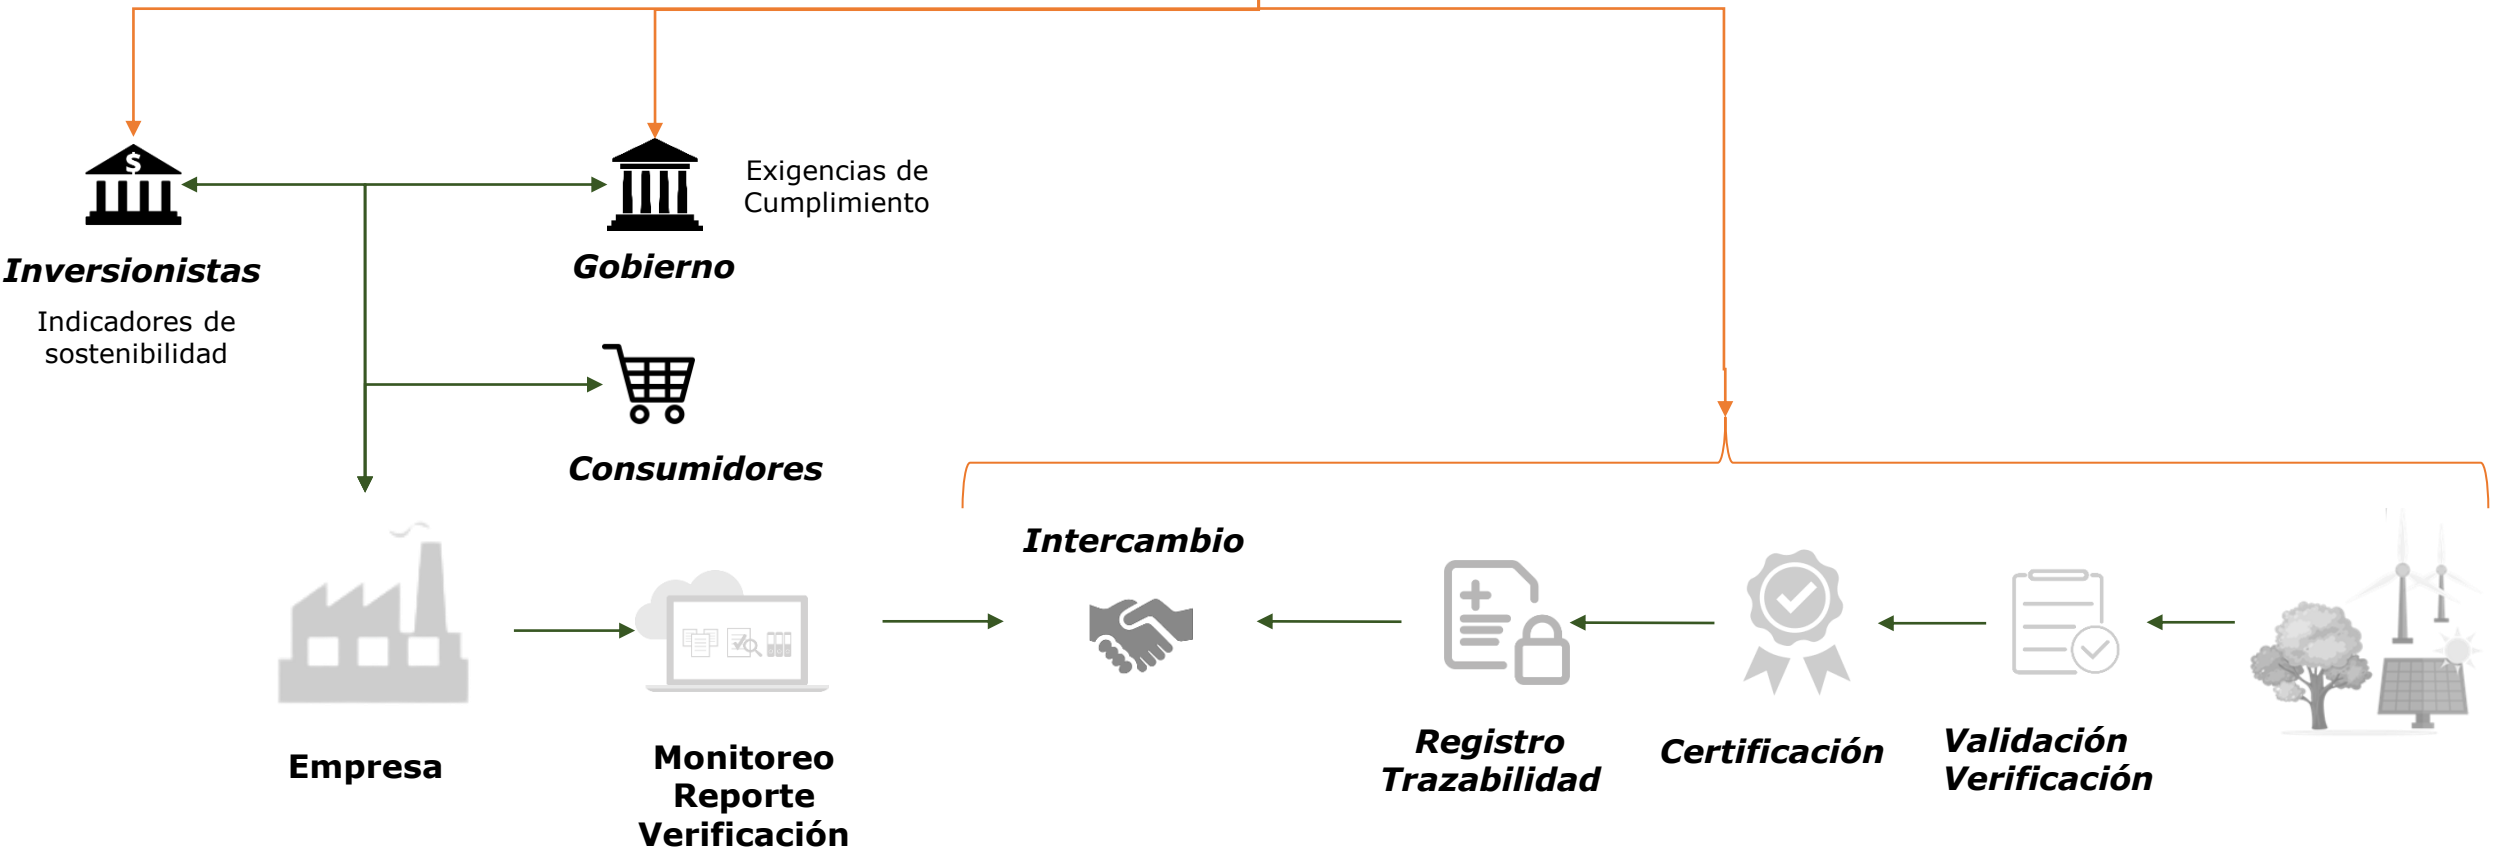 Exigencias de
Cumplimiento
Inversionistas
Gobierno
Indicadores de
sostenibilidad
Consumidores
Intercambio
Empresa
Monitoreo
Reporte
Verificación
Registro
Trazabilidad
Certificación
Validación
Verificación